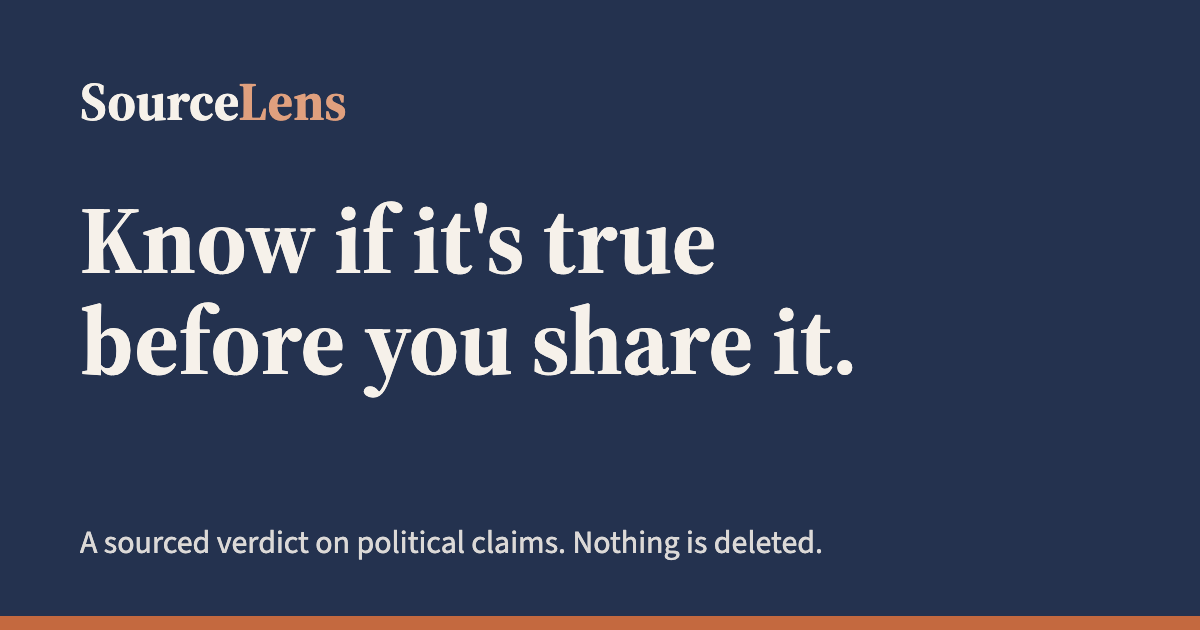 SourceLens
Know if it's true
before you share it.
A sourced verdict on political claims. Nothing is deleted.